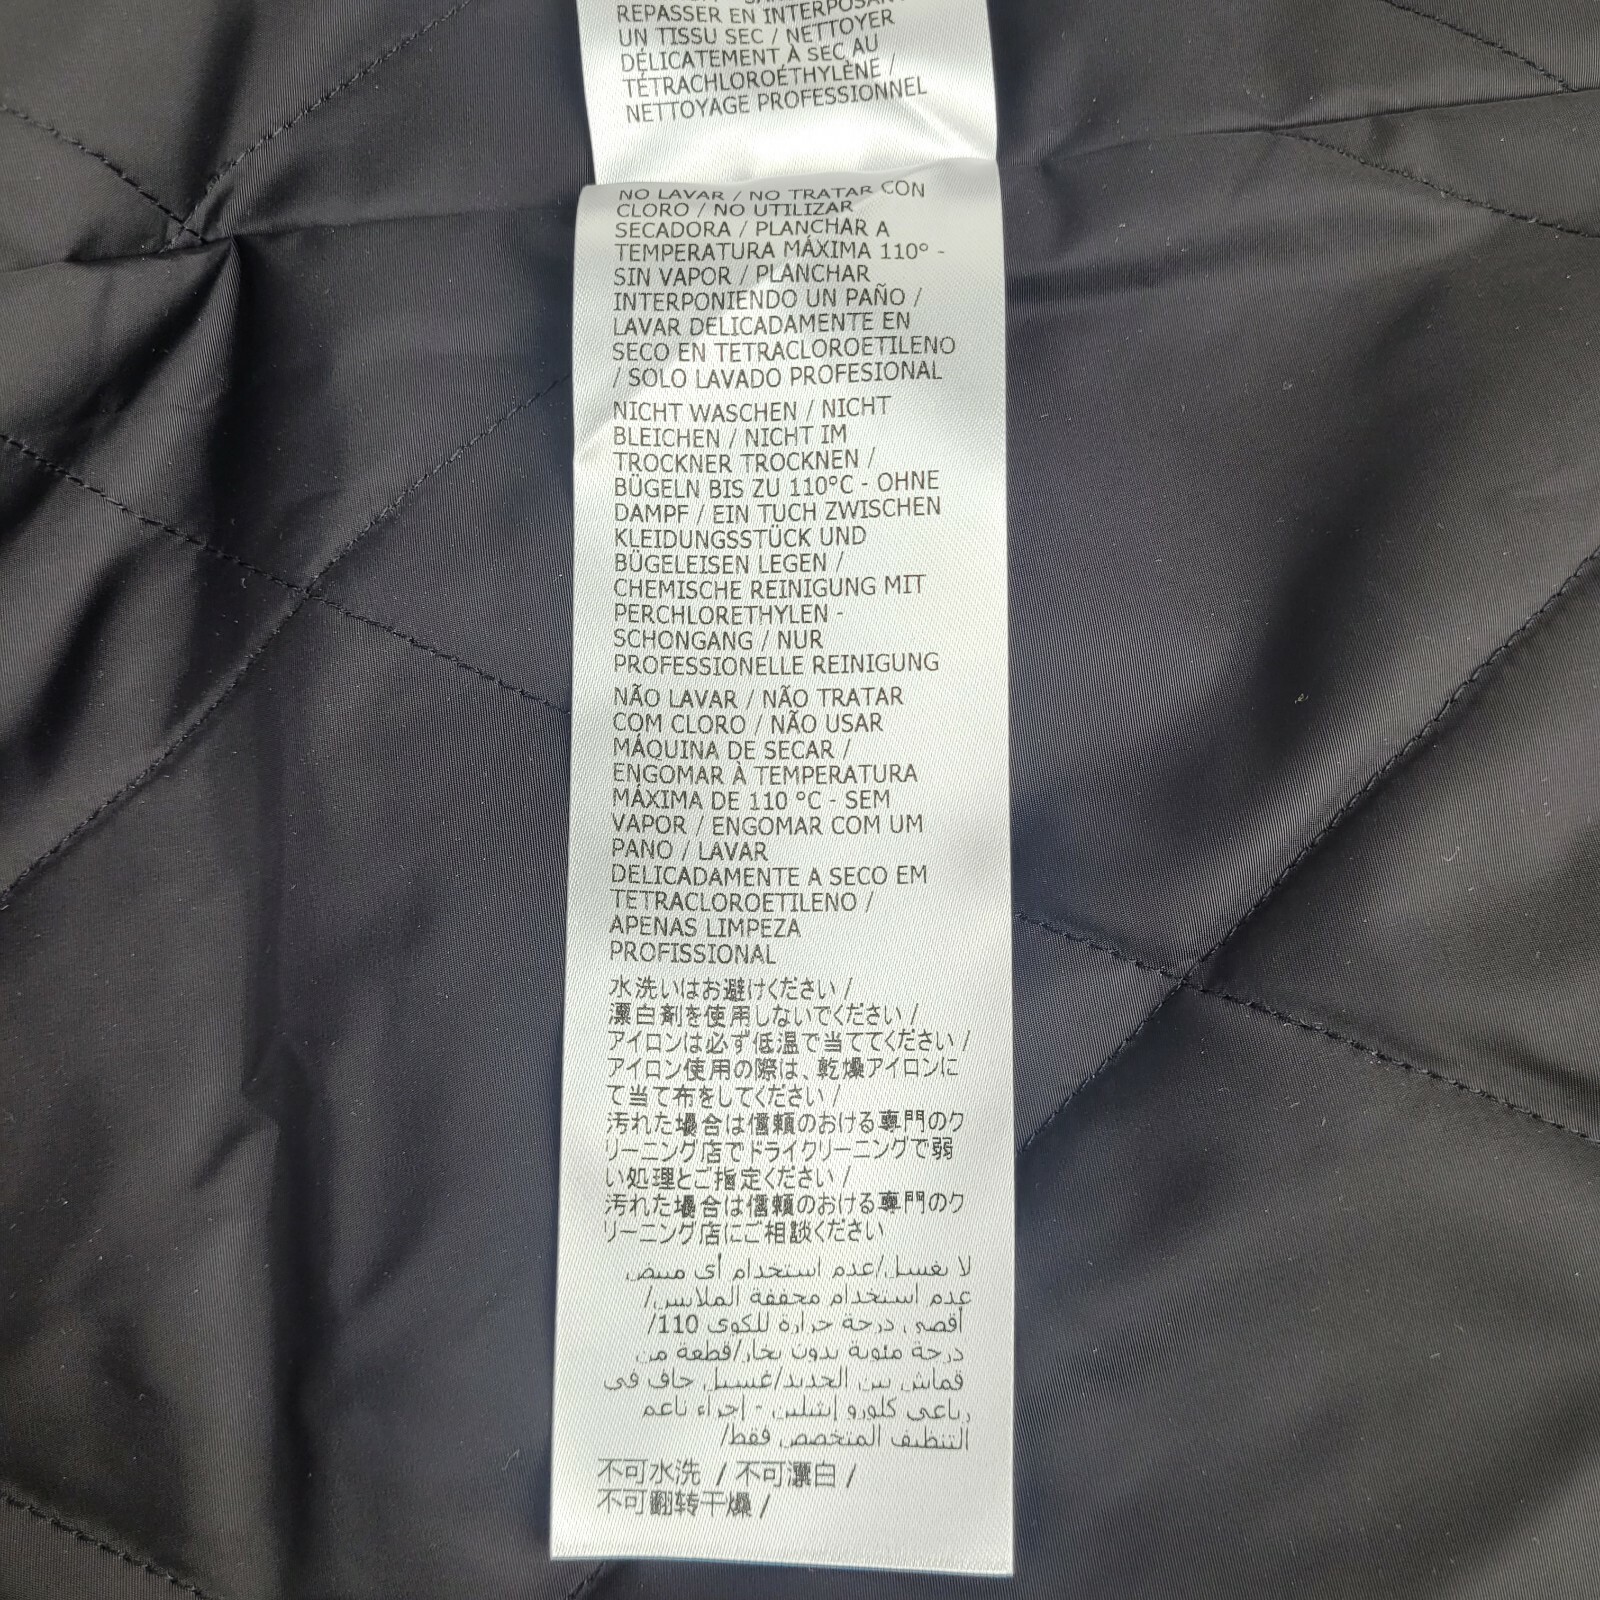 REPASSER EN INTERPOSANT
UN TISSU SEC / NETTOYER
DÉLICATEMENT À SEC AU
TÉTRACHLOROÉTHYLÈNE /
NETTOYAGE PROFESSIONNEL
NO LAVAR / NO TRATAR CON
CLORO / NO UTILIZAR
SECADORA / PLANCHAR A
TEMPERATURA MÁXIMA 110° -
SIN VAPOR / PLANCHAR
INTERPONIENDO UN PAÑO /
LAVAR DELICADAMENTE EN
SECO EN TETRACLOROETILENO
/ SOLO LAVADO PROFESIONAL
NICHT WASCHEN / NICHT
BLEICHEN / NICHT IM
TROCKNER TROCKNEN /
BÜGELN BIS ZU 110°C - OHNE
DAMPF / EIN TUCH ZWISCHEN
KLEIDUNGSSTÜCK UND
BÜGELEISEN LEGEN /
CHEMISCHE REINIGUNG MIT
PERCHLORETHYLEN -
SCHONGANG / NUR
PROFESSIONELLE REINIGUNG
NÃO LAVAR / NÃO TRATAR
COM CLORO / NÃO USAR
MÁQUINA DE SECAR /
ENGOMAR À TEMPERATURA
MÁXIMA DE 110 °C - SEM
VAPOR / ENGOMAR COM UM
PANO / LAVAR
DELICADAMENTE A SECO EM
TETRACLOROETILENO /
APENAS LIMPEZA
PROFISSIONAL
水洗いはお避けください /
漂白剤を使用しないでください /
アイロンは必ず低温で当ててください /
アイロン使用の際は、乾燥アイロンに
て当て布をしてください /
汚れた場合は信頼のおける専門のク
リーニング店でドライクリーニングで弱
い処理とご指定ください /
汚れた場合は信頼のおける専門のク
リーニング店にご相談ください
لا يغسل/عدم استخدام أي مبيض
عدم استخدام مجففة الملابس/
أقصى درجة حرارة للكوي 110/
درجة مئوية بدون بخار/قطعة من
قماش بين الحديد/غسيل جاف في
رباعي كلورو إيثيلين - إجراء ناعم
التنظيف المتخصص فقط/
不可水洗 / 不可漂白 /
不可翻转干燥 /